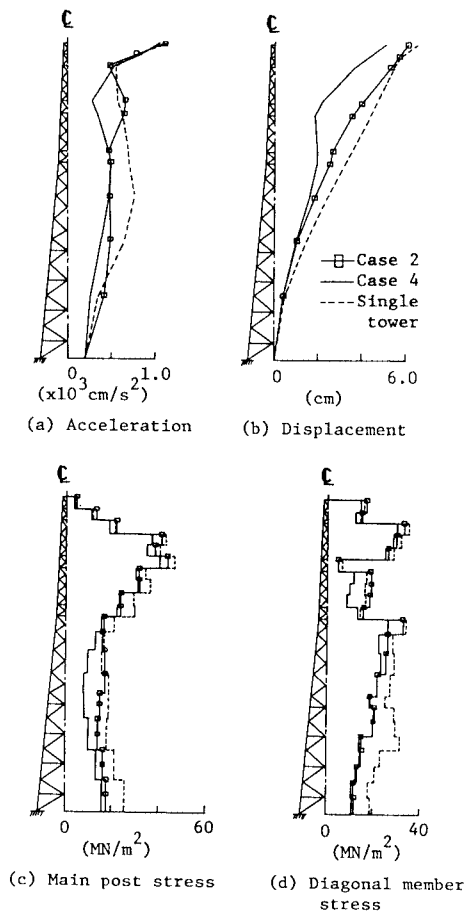 ℄ ℄
0 1.0
(x10³cm/s²)
(a) Acceleration
Case 2
Case 4
Single
tower
0 6.0
(cm)
(b) Displacement
℄ ℄
0 60
(MN/m²)
(c) Main post stress
0 40
(MN/m²)
(d) Diagonal member
stress